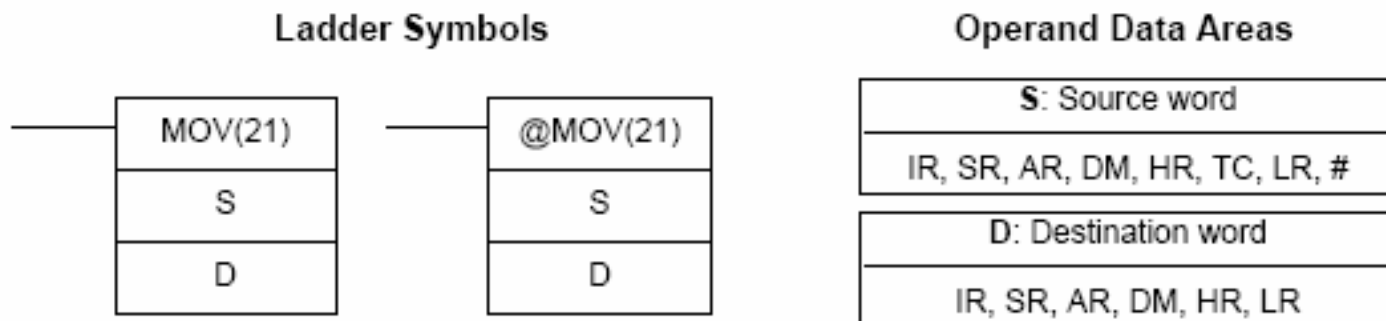 Ladder Symbols
MOV(21)
S
D
@MOV(21)
S
D
Operand Data Areas
S: Source word
IR, SR, AR, DM, HR, TC, LR, #
D: Destination word
IR, SR, AR, DM, HR, LR